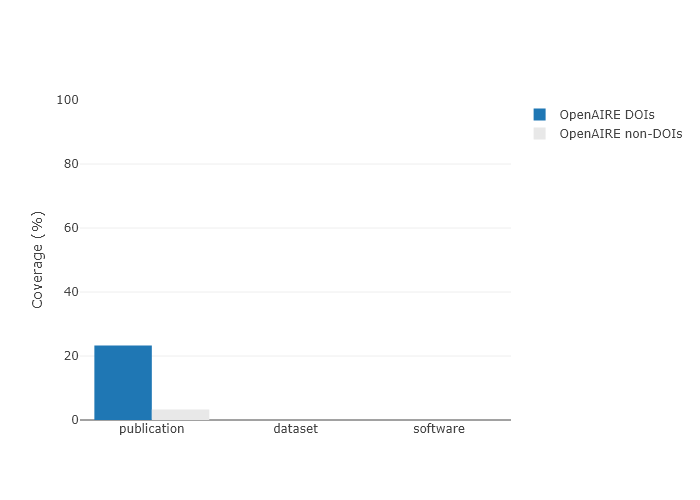 100
80
60
40
20
0
Coverage (%)
publication
dataset
software
OpenAIRE DOIs
OpenAIRE non-DOIs